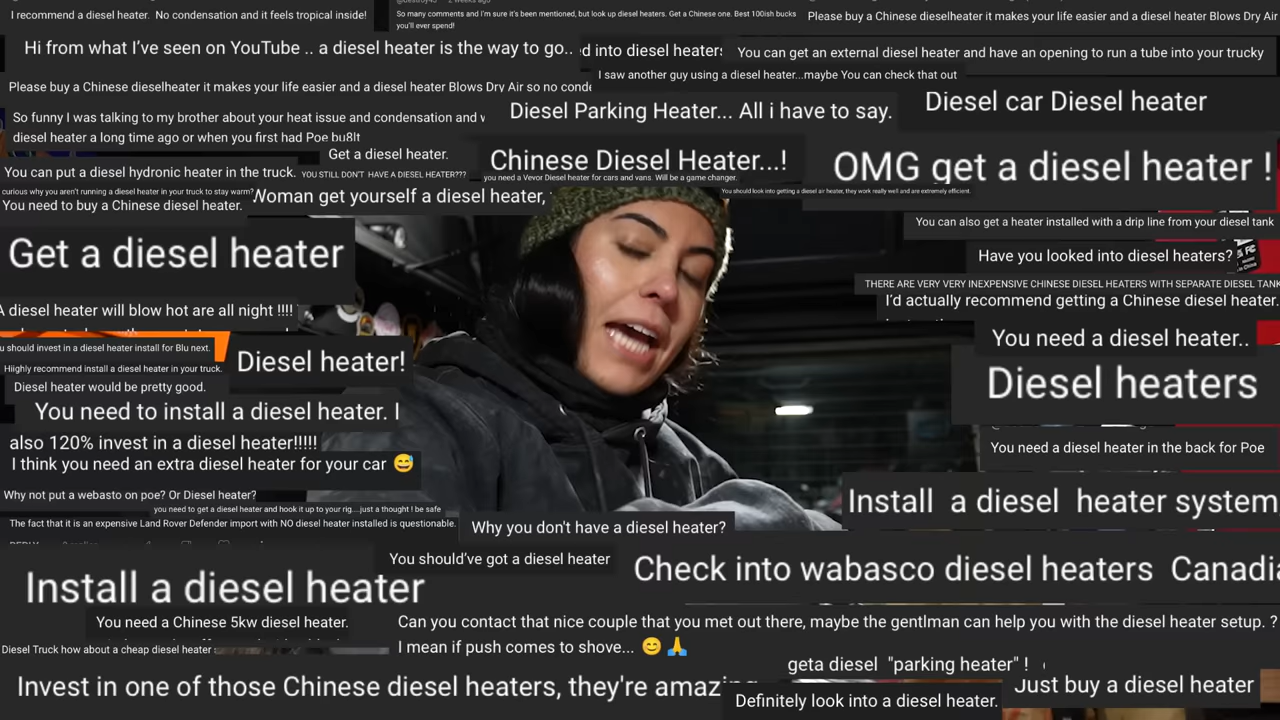 I recommend a diesel heater. No condensation and it feels tropical inside!
So many comments and I'm sure it's been mentioned, but look up diesel heaters. Get a Chinese one. Best 100ish bucks
you'll ever spend!
Please buy a Chinese dieselheater it makes your life easier and a diesel heater Blows Dry Air
Hi from what I've seen on YouTube .. a diesel heater is the way to go..
d into diesel heaters
You can get an external diesel heater and have an opening to run a tube into your trucky
I saw another guy using a diesel heater...maybe You can check that out
Please buy a Chinese dieselheater it makes your life easier and a diesel heater Blows Dry Air so no conde
Diesel Parking Heater... All i have to say.
Diesel car Diesel heater
So funny I was talking to my brother about your heat issue and condensation and
diesel heater a long time ago or when you first had Poe bu8lt
Get a diesel heater.
Chinese Diesel Heater...!
OMG get a diesel heater !
You can put a diesel hydronic heater in the truck.
YOU STILL DON'T HAVE A DIESEL HEATER???
you need a Vevor Diesel heater for cars and vans. Will be a game changer.
curious why you aren't running a diesel heater in your truck to stay warm?
Woman get yourself a diesel heater,
You should look into getting a diesel air heater, they work really well and are extremely efficient.
You need to buy a Chinese diesel heater.
You can also get a heater installed with a drip line from your diesel tank
Get a diesel heater
Have you looked into diesel heaters?
THERE ARE VERY VERY INEXPENSIVE CHINESE DIESEL HEATERS WITH SEPARATE DIESEL TANK
A diesel heater will blow hot are all night !!!!
I'd actually recommend getting a Chinese diesel heater.
You need a diesel heater..
u should invest in a diesel heater install for Blu next.
Diesel heater!
Hiighly recommend install a diesel heater in your truck.
Diesel heaters
Diesel heater would be pretty good.
You need to install a diesel heater. I
also 120% invest in a diesel heater!!!!!
You need a diesel heater in the back for Poe
I think you need an extra diesel heater for your car 😅
Why not put a webasto on poe? Or Diesel heater?
Install a diesel heater system
you need to get a diesel heater and hook it up to your rig....just a thought I be safe
The fact that it is an expensive Land Rover Defender import with NO diesel heater installed is questionable.
Why you don't have a diesel heater?
You should've got a diesel heater
Check into wabasco diesel heaters Canadi
Install a diesel heater
You need a Chinese 5kw diesel heater.
Can you contact that nice couple that you met out there, maybe the gentlman can help you with the diesel heater setup. ?
I mean if push comes to shove... 😊 🙏
Diesel Truck how about a cheap diesel heater
geta diesel "parking heater" !
Invest in one of those Chinese diesel heaters, they're amazing
Just buy a diesel heater
Definitely look into a diesel heater.